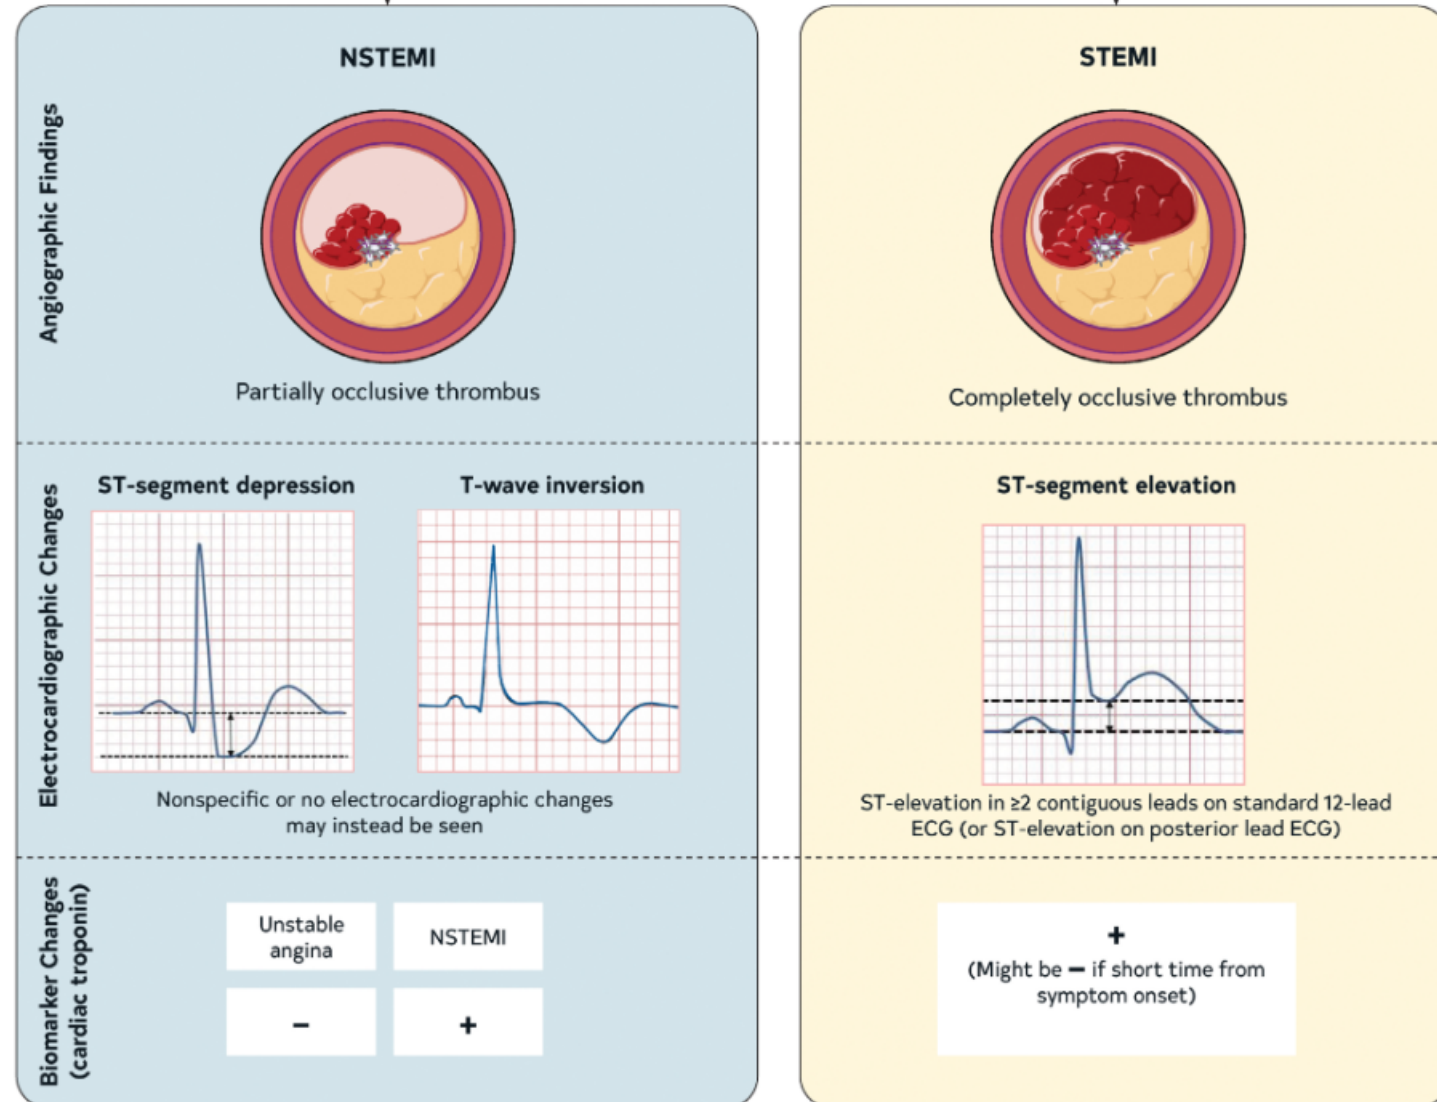 NSTEMI
STEMI
Angiographic Findings
Partially occlusive thrombus
Completely occlusive thrombus
Electrocardiographic Changes
ST-segment depression
T-wave inversion
ST-segment elevation
Nonspecific or no electrocardiographic changes
may instead be seen
ST-elevation in ≥2 contiguous leads on standard 12-lead
ECG (or ST-elevation on posterior lead ECG)
Biomarker Changes
(cardiac troponin)
Unstable
angina
NSTEMI
–
+
+
(Might be – if short time from
symptom onset)